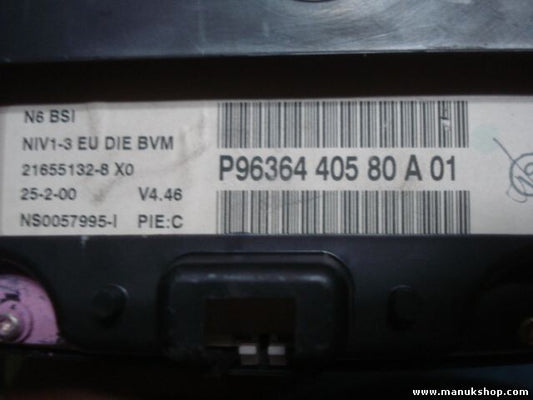 N6 BSI
NIV1-3 EU DIE BVM
21655132-8 X0
25-2-00 V4.46
NS0057995-I PIE:C
P96364 405 80 A 01
www.manukshop.com